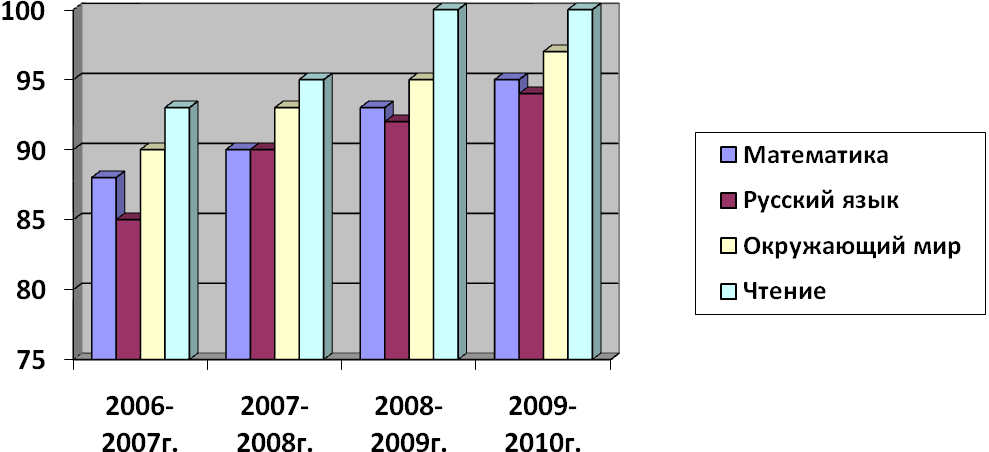 100
95
90
85
80
75
2006-
2007г.
2007-
2008г.
2008-
2009г.
2009-
2010г.
Математика
Русский язык
Окружающий мир
Чтение